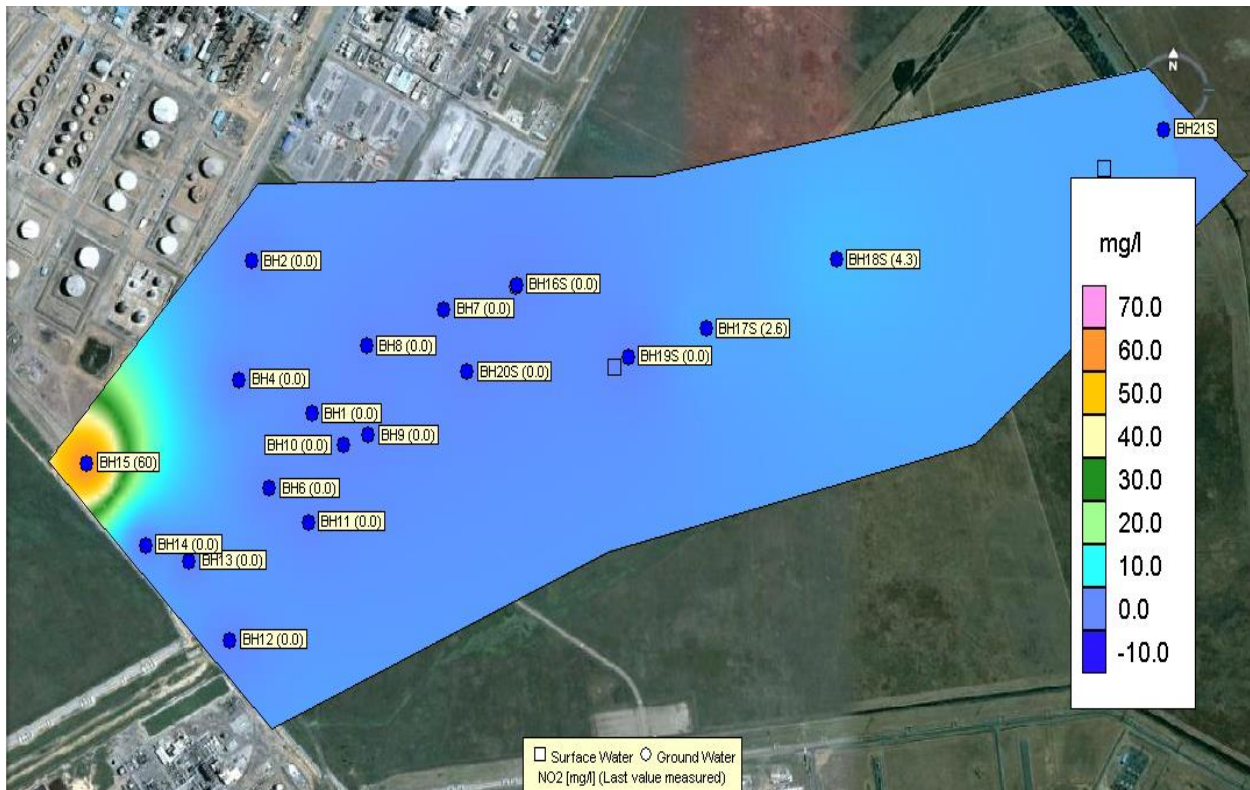 N
BH21S
BH2 (0.0)
BH18S (4.3)
BH16S (0.0)
BH7 (0.0)
BH17S (2.6)
BH8 (0.0)
BH19S (0.0)
BH20S (0.0)
BH4 (0.0)
BH1 (0.0)
BH9 (0.0)
BH10 (0.0)
BH15 (60)
BH6 (0.0)
BH11 (0.0)
BH14 (0.0)
BH13 (0.0)
BH12 (0.0)
mg/l
70.0
60.0
50.0
40.0
30.0
20.0
10.0
0.0
-10.0
Surface Water Ground Water
NO2 [mg/l] (Last value measured)